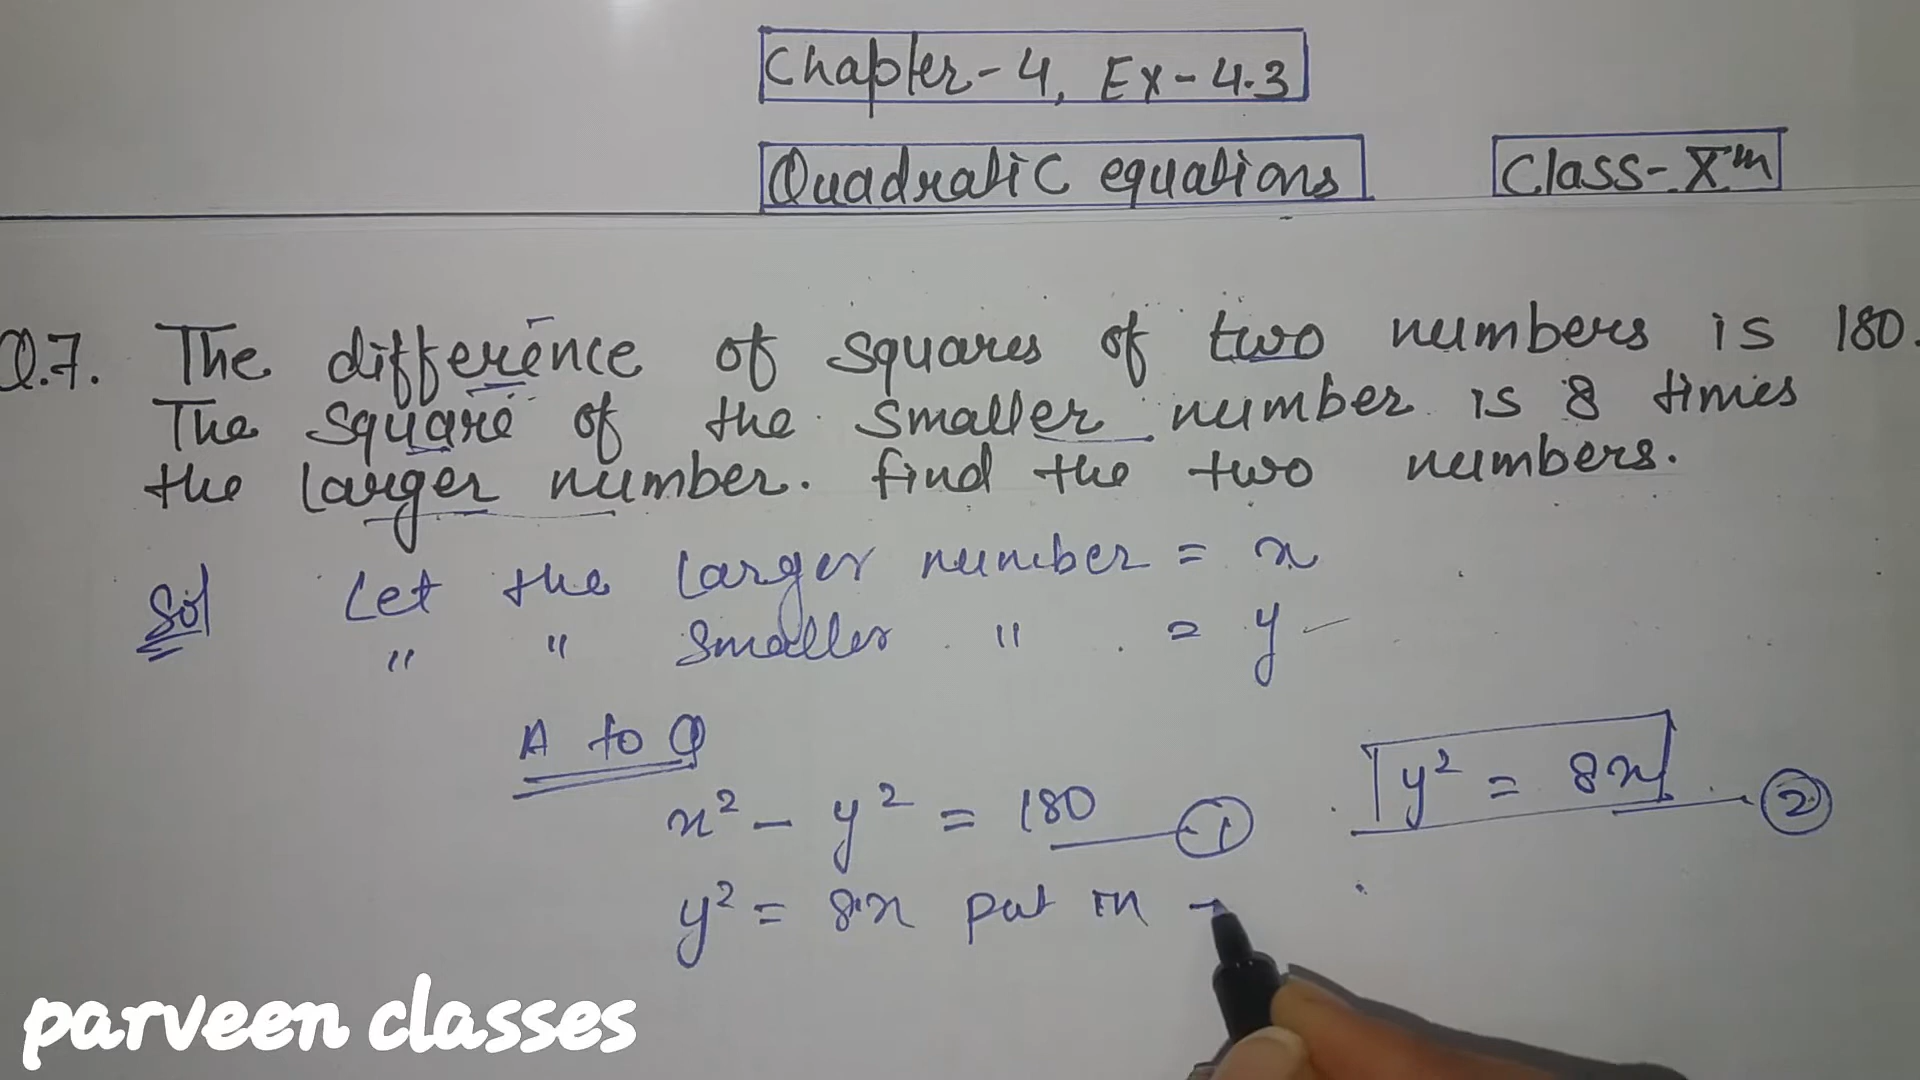 Chapter-4, Ex-4.3
Quadratic equations
Class-Xth
Q.7. The difference of squares of two numbers is 180.
The square of the smaller number is 8 times
the larger number. find the two numbers.
Sol Let the larger number = x
" " Smaller " = y
A to Q
x² - y² = 180 ①
y² = 8x ②
y² = 8x put in
parveen classes